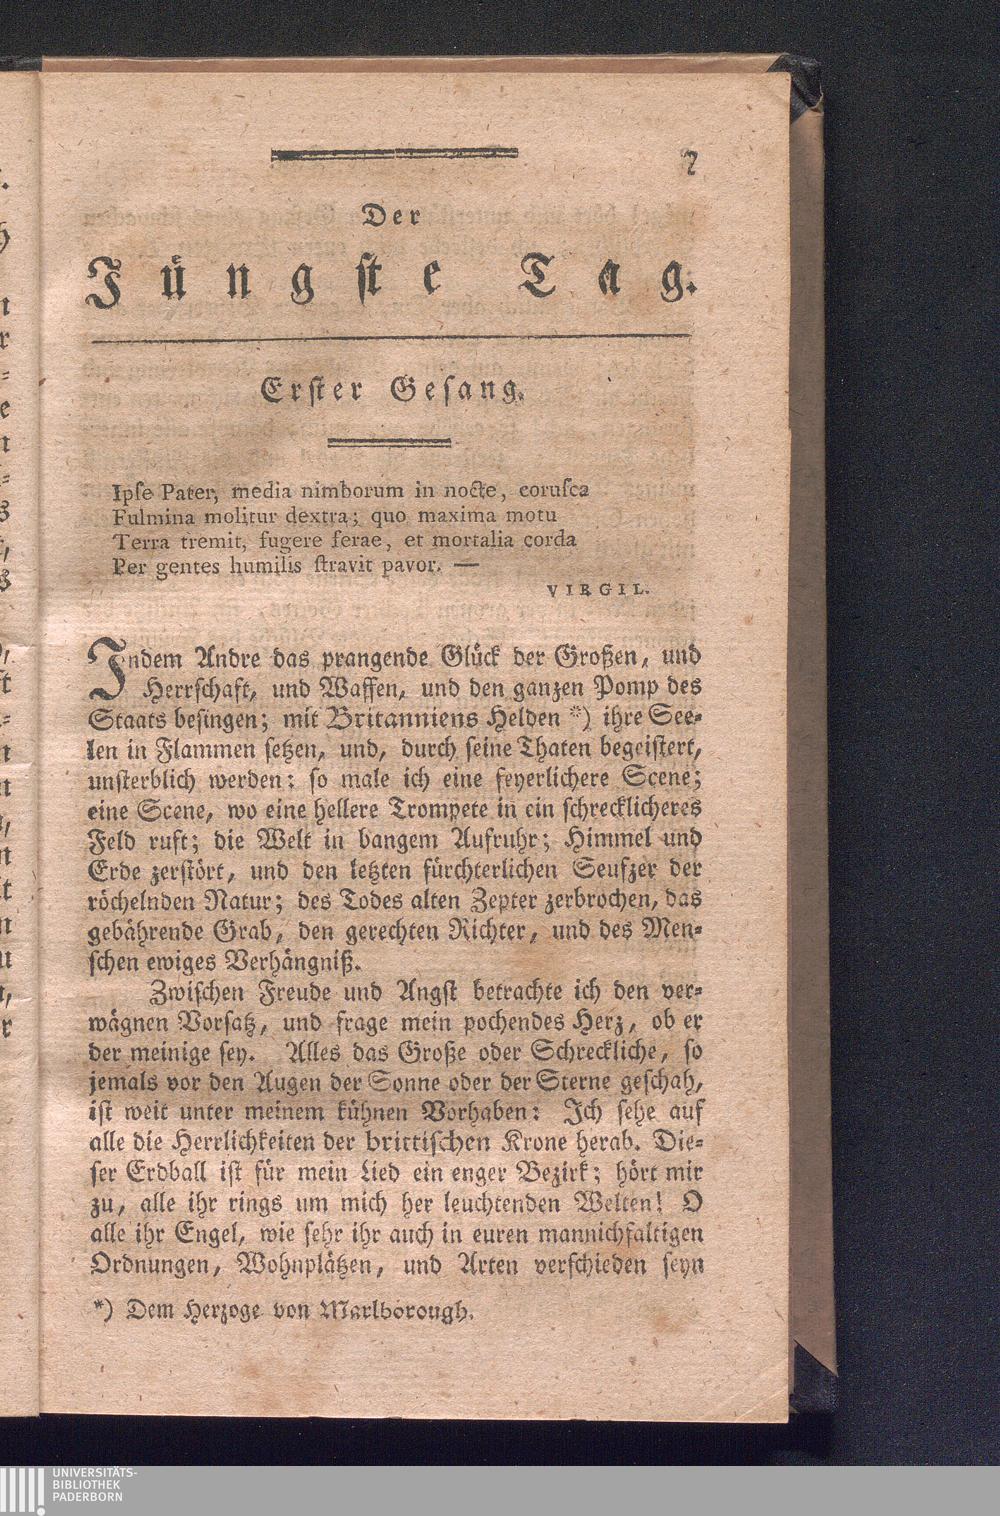 7
Der
Jüngste Tag.
Erster Gesang.
Ipse Pater, media nimborum in nocte, corusca
Fulmina molitur dextra; quo maxima motu
Terra tremit, fugere ferae, et mortalia corda
Per gentes humilis stravit pavor. —
VIRGIL.
Indem Andre das prangende Glück der Großen, und
Herrschaft, und Waffen, und den ganzen Pomp des
Staats besingen; mit Britanniens Helden *) ihre See-
len in Flammen setzen, und, durch seine Thaten begeistert,
unsterblich werden: so male ich eine feyerlichere Scene;
eine Scene, wo eine hellere Trompete in ein schrecklicheres
Feld ruft; die Welt in bangem Aufruhr; Himmel und
Erde zerstört, und den letzten fürchterlichen Seufzer der
röchelnden Natur; des Todes alten Zepter zerbrochen, das
gebährende Grab, den gerechten Richter, und des Men-
schen ewiges Verhängniß.
Zwischen Freude und Angst betrachte ich den ver-
wägnen Vorsatz, und frage mein pochendes Herz, ob er
der meinige sey. Alles das Große oder Schreckliche, so
jemals vor den Augen der Sonne oder der Sterne geschah,
ist weit unter meinem kühnen Vorhaben: Ich sehe auf
alle die Herrlichkeiten der brittischen Krone herab. Die-
ser Erdball ist für mein Lied ein enger Bezirk; hört mir
zu, alle ihr rings um mich her leuchtenden Welten! O
alle ihr Engel, wie sehr ihr auch in euren mannichfaltigen
Ordnungen, Wohnplätzen, und Arten verschieden seyn
*) Dem Herzoge von Marlborough.
UNIVERSITÄTS-
BIBLIOTHEK
PADERBORN